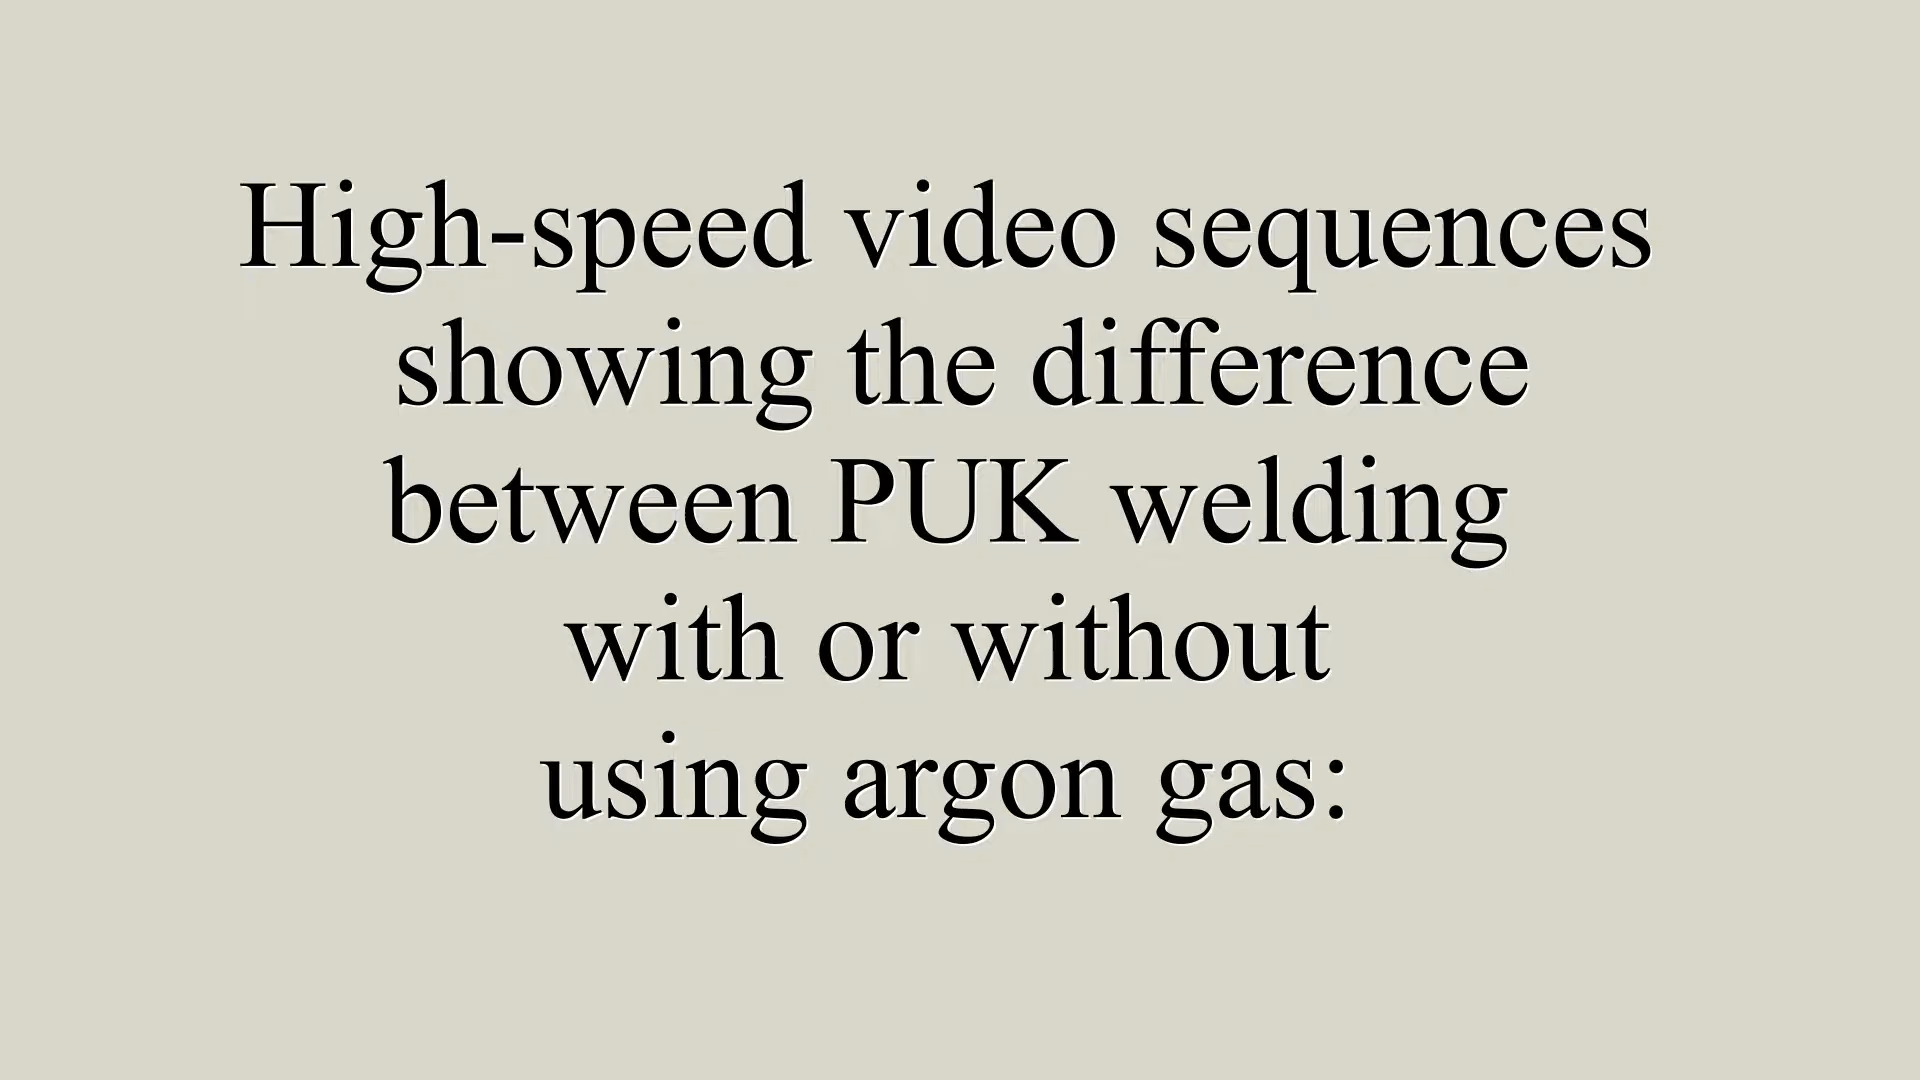 High-speed video sequences
showing the difference
between PUK welding
with or without
using argon gas: